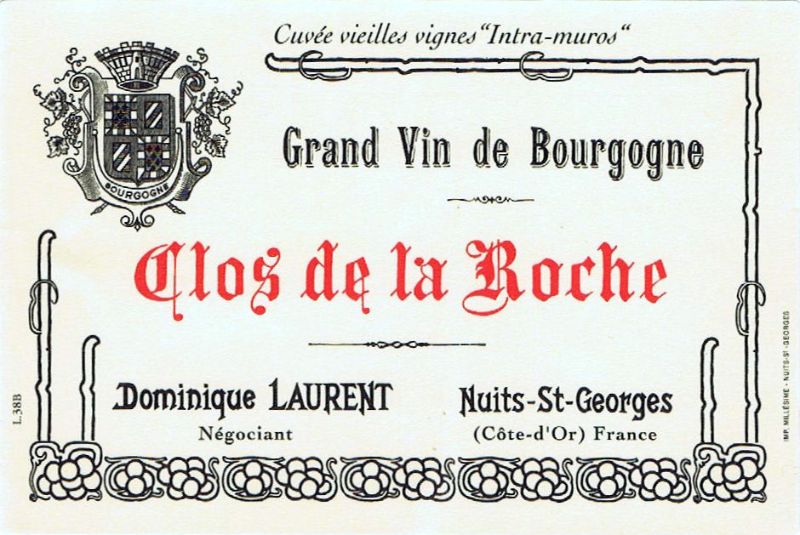 Cuvée vieilles vignes "Intra-muros"
BOURGOGNE
Grand Vin de Bourgogne
Clos de la Roche
Dominique LAURENT
Négociant
Nuits-St-Georges
(Côte-d'Or) France
L.38B
IMP. MILLÉSIME - NUITS-ST-GEORGES